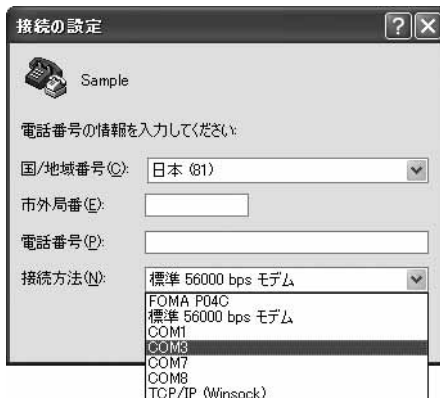 接続の設定
Sample
電話番号の情報を入力してください:
国/地域番号(C): 日本 (81)
市外局番(E):
電話番号(P):
接続方法(N): 標準 56000 bps モデム
FOMA P04C
標準 56000 bps モデム
COM1
COM3
COM7
COM8
TCP/IP (Winsock)